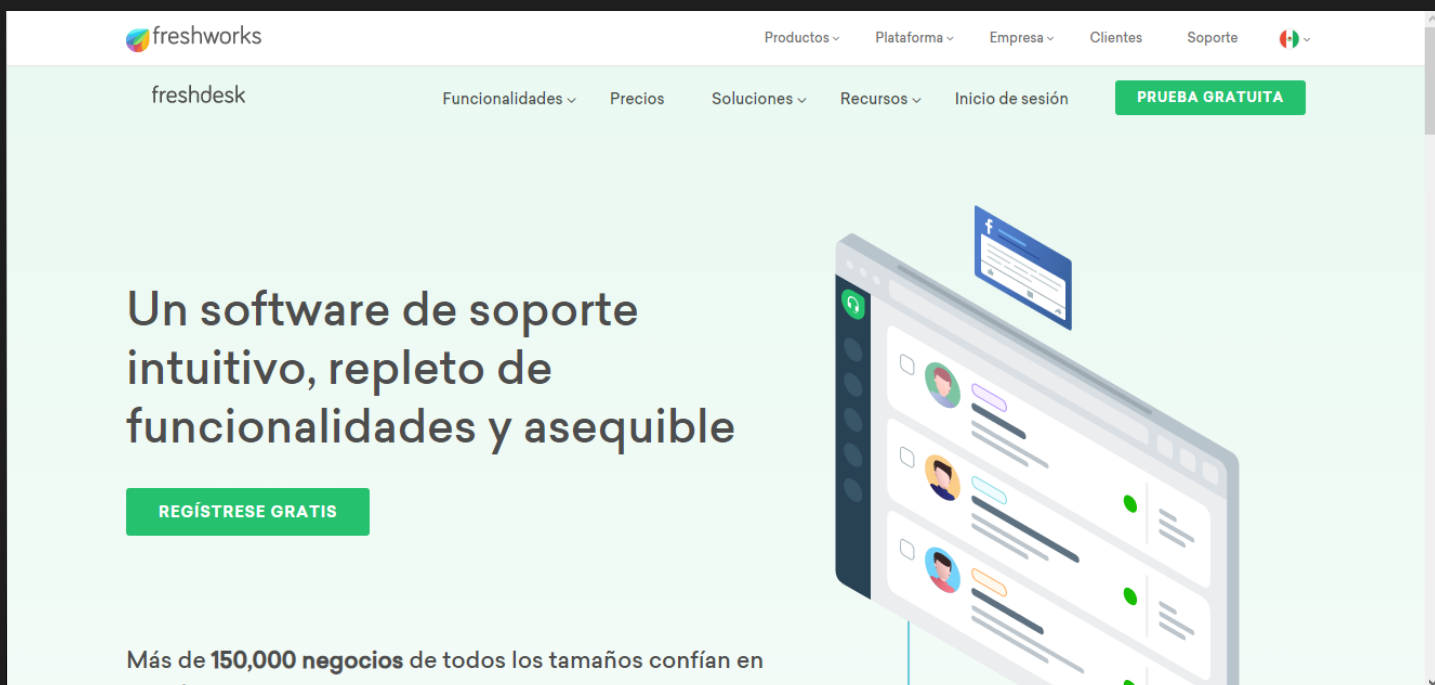 freshworks
Productos Plataforma Empresa Clientes Soporte
freshdesk
Funcionalidades Precios Soluciones Recursos Inicio de sesión PRUEBA GRATUITA
Un software de soporte
intuitivo, repleto de
funcionalidades y asequible
REGÍSTRESE GRATIS
Más de 150,000 negocios de todos los tamaños confían en